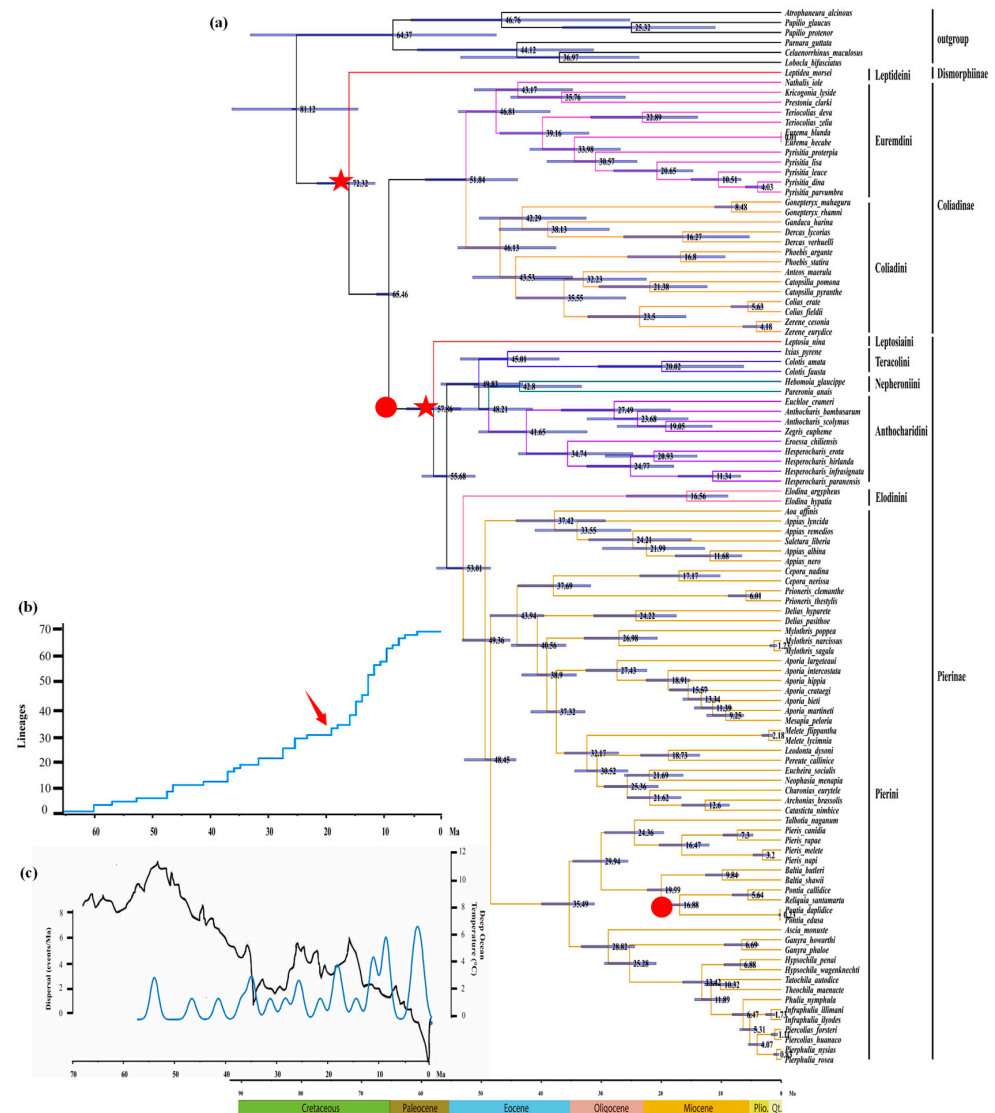 (a)
Atrophaneura_alcinous
46.76
Papilio_glaucus
25.32
Papilio_protenor
64.37
Parnara_guttata
44.12
Celaenorrhinus_maculosus
36.97
Lobocla_bifasciatus
outgroup
Leptidea_morsei
Leptideini
Dismorphiinae
Nathalis_iole
43.17
Kricogonia_lyside
35.76
Prestonia_clarki
81.12
46.81
Teriocolias_deva
22.89
Teriocolias_zelia
39.16
Eurema_blanda
0.01
Eurema_hecabe
33.98
Pyrisitia_proterpia
30.57
Pyrisitia_lisa
20.65
Pyrisitia_leuce
10.51
Pyrisitia_dina
4.03
Pyrisitia_parvumbra
Euremdini
72.32
51.84
Gonepteryx_mahaguru
8.48
Gonepteryx_rhamni
42.29
Gandaca_harina
38.13
Dercas_lycorias
16.27
Dercas_verhuelli
46.13
Phoebis_argante
16.8
Phoebis_statira
43.53
Anteos_maerula
32.23
Catopsilia_pomona
21.38
Catopsilia_pyranthe
35.55
Colias_erate
5.63
Colias_fieldii
23.5
Zerene_cesonia
4.18
Zerene_eurydice
Coliadini
Coliadinae
65.46
Leptosia_nina
Leptosiaini
Ixias_pyrene
45.01
Colotis_amata
20.02
Colotis_fausta
Teracolini
49.83
Hebomoia_glaucippe
42.8
Pareronia_anais
Nepheroniini
57.86
48.21
Euchloe_crameri
27.49
Anthocharis_bambusarum
23.68
Anthocharis_scolymus
19.05
Zegris_eupheme
41.65
Eroessa_chiliensis
34.74
Hesperocharis_erota
20.93
Hesperocharis_hirlanda
24.77
Hesperocharis_infrasignata
11.34
Hesperocharis_paranensis
Anthocharidini
55.68
Elodina_argypheus
16.56
Elodina_hypatia
Elodinini
53.01
Aoa_affinis
37.42
Appias_lyncida
33.55
Appias_remedios
24.21
Saletara_liberia
21.99
Appias_albina
11.68
Appias_nero
Cepora_nadina
17.17
Cepora_nerissa
37.69
Prioneris_clemanthe
6.01
Prioneris_thestylis
43.94
Delias_hyparete
24.22
Delias_pasithoe
49.36
Mylothris_poppea
26.98
Mylothris_narcissus
Mylothris_sagala
40.56
Aporia_largeteaui
27.43
Aporia_intercostata
38.9
18.91
Aporia_hippia
15.57
Aporia_crataegi
13.34
Aporia_bieti
11.39
Aporia_martineti
9.25
Mesapia_peloria
37.32
Melete_flippantha
2.18
Melete_lycimnia
32.17
Leodonta_dysoni
18.73
Pereute_callinice
48.45
30.52
Eucheira_socialis
21.69
Neophasia_menapia
25.36
Charonius_eurytele
21.62
Archonius_brassolis
12.6
Catasticta_nimbice
Talbotia_naganum
24.36
Pieris_canidia
7.3
Pieris_rapae
16.47
Pieris_melete
3.2
Pieris_napi
29.94
Baltia_butleri
9.84
Baltia_shawii
19.99
Pontia_callidice
5.64
Reliquia_santamarta
16.88
Pontia_daplidice
Pontia_edusa
35.49
Ascia_monuste
28.82
Ganyra_howarthi
6.69
Ganyra_phaloe
25.28
Hypsochila_penai
6.88
Hypsochila_wagenknechti
13.42
Tatochila_autodice
10.32
Theochila_maenacte
11.89
Phulia_nymphula
6.47
Infraphulia_illimani
Infraphulia_ilyodes
5.31
Piercolias_forsteri
Piercolias_huanaco
4.07
Pierphulia_nysias
Pierphulia_rosea
Pierini
Pierinae
(b)
Lineages
70
60
50
40
30
20
10
0
60 50 40 30 20 10 0 Ma
(c)
Dispersal (events/Ma)
8
6
4
2
0
12
10
8
6
4
2
0
Deep Ocean
Temperature (°C)
70 60 50 40 30 20 10 0 Ma
90 80 70 60 50 40 30 20 10 0 Ma
Cretaceous Paleocene Eocene Oligocene Miocene Plio. Qt.